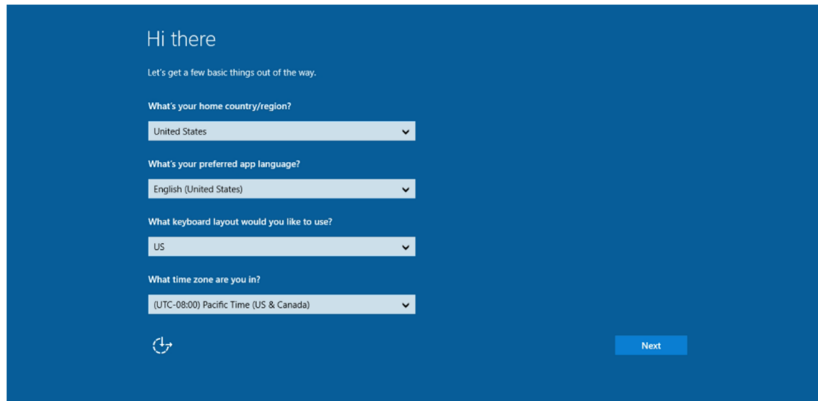 Hi there
Let's get a few basic things out of the way.
What's your home country/region?
United States
What's your preferred app language?
English (United States)
What keyboard layout would you like to use?
US
What time zone are you in?
(UTC-08:00) Pacific Time (US & Canada)
Next